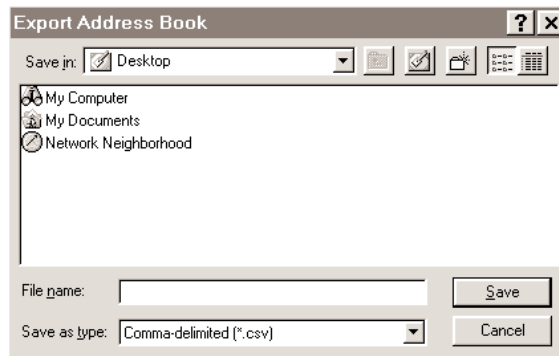 Export Address Book
Save in: Desktop
My Computer
My Documents
Network Neighborhood
File name:
Save
Save as type: Comma-delimited (*.csv)
Cancel